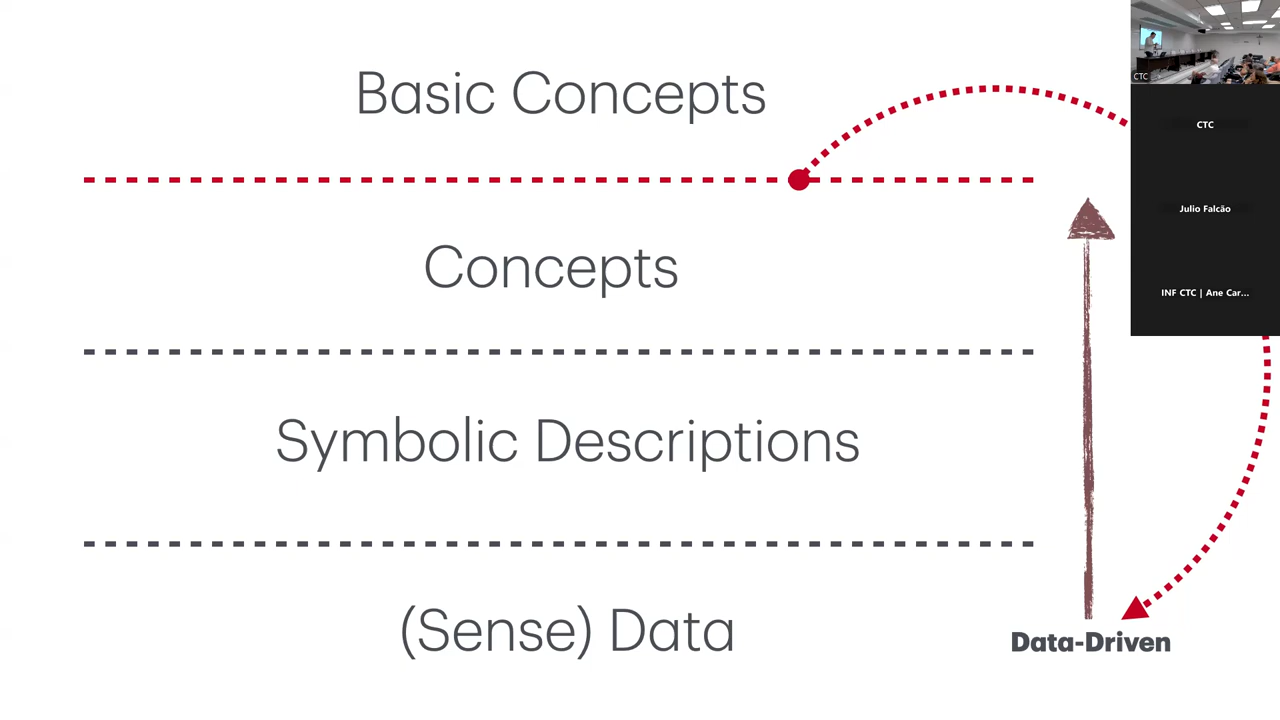 Basic Concepts
Concepts
Symbolic Descriptions
(Sense) Data
Data-Driven
CTC
CTC
Julio Falcão
INF CTC | Ane Car...